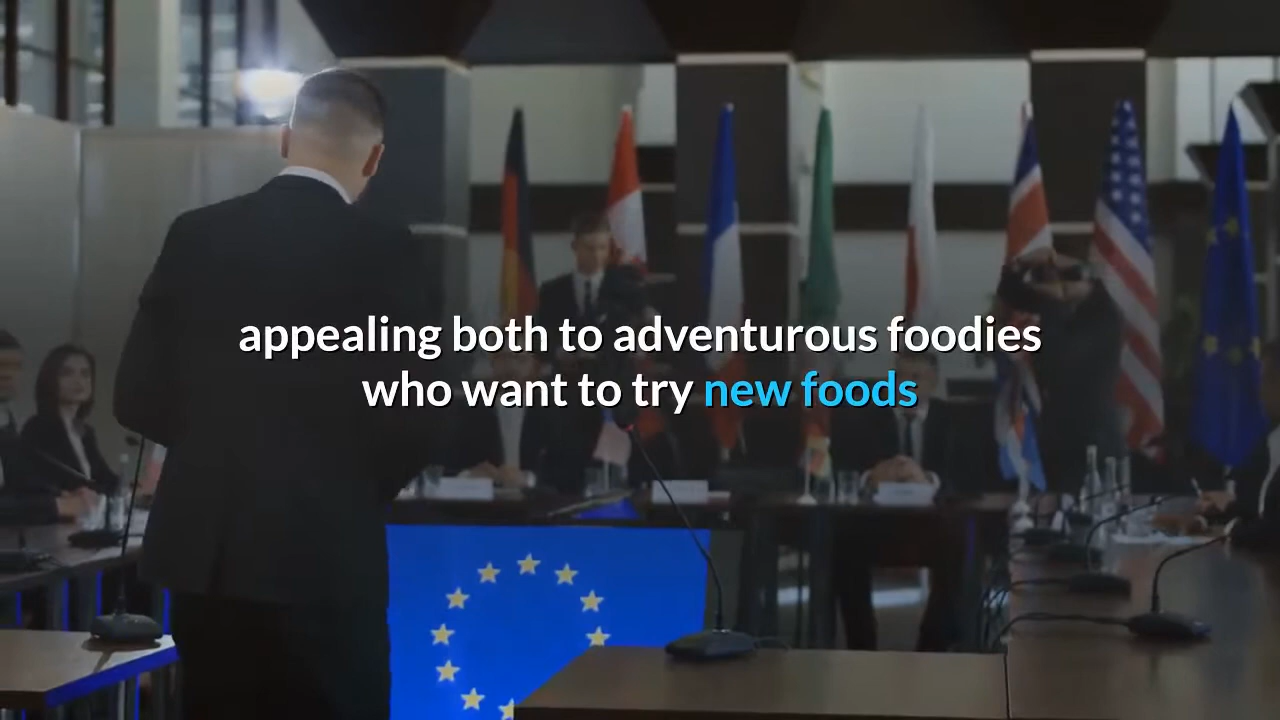 appealing both to adventurous foodies
who want to try new foods